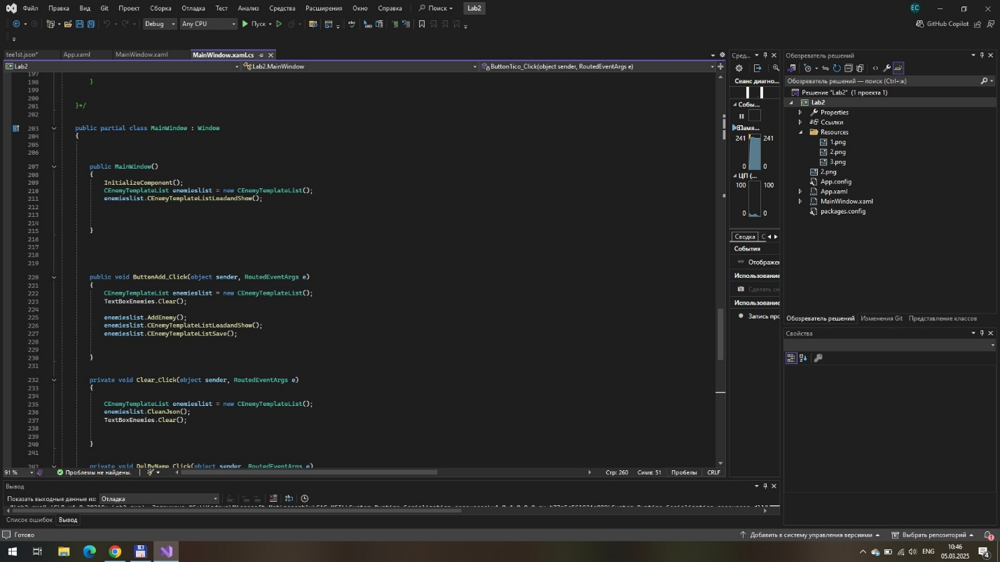 Файл Правка Вид Git Проект Сборка Отладка Тест Анализ Средства Расширения Окно Справка Поиск Lab2 EC
Debug Any CPU Пуск GitHub Copilot
tee1st.json* App.xaml MainWindow.xaml MainWindow.xaml.cs
Lab2 Lab2.MainWindow Button1ico_Click(object sender, RoutedEventArgs e)
197
198 }
199
200
201 }*/
202
203 public partial class MainWindow : Window
204 {
205
206
207 public MainWindow()
208 {
209 InitializeComponent();
210 CEnemyTemplateList enemieslist = new CEnemyTemplateList();
211 enemieslist.CEnemyTemplateListLoadandShow();
212
213
214
215 }
216
217
218
219
220 public void ButtonAdd_Click(object sender, RoutedEventArgs e)
221 {
222 CEnemyTemplateList enemieslist = new CEnemyTemplateList();
223 TextBoxEnemies.Clear();
224
225 enemieslist.AddEnemy();
226 enemieslist.CEnemyTemplateListLoadandShow();
227 enemieslist.CEnemyTemplateListSave();
228
229
230 }
231
232 private void Clear_Click(object sender, RoutedEventArgs e)
233 {
234
235 CEnemyTemplateList enemieslist = new CEnemyTemplateList();
236 enemieslist.CleanJson();
237 TextBoxEnemies.Clear();
238
239
240 }
241
242 private void DelByName_Click(object sender, RoutedEventArgs e)
91 % Проблемы не найдены. Стр: 260 Симв: 51 Пробелы CRLF
Сред...
Сеанс диагно...
Собы...
Памя...
241 241
0 0
ЦП (...
100 100
0 0
Сводка
События
Отображен
Использование
Сделать сн
Использование
Запись про
Обозреватель решений
Обозреватель решений — поиск (Ctrl+ж)
Решение "Lab2" (1 проекта 1)
Lab2
Properties
Ссылки
Resources
1.png
2.png
3.png
2.png
App.config
App.xaml
MainWindow.xaml
packages.config
Обозреватель решений Изменения Git Представление классов
Свойства
Вывод
Показать выходные данные из: Отладка
Список ошибок Вывод
Готово Добавить в систему управления версиями Выбрать репозиторий 1
ENG 10:46
05.03.2025 4